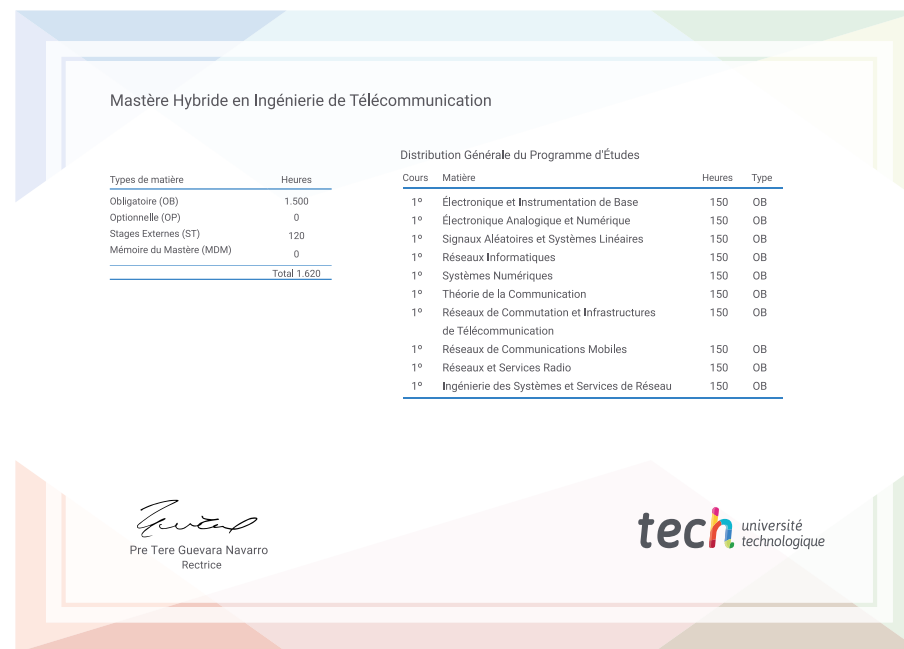 Mastère Hybride en Ingénierie de Télécommunication
Types de matière Heures
Obligatoire (OB) 1.500
Optionnelle (OP) 0
Stages Externes (ST) 120
Mémoire du Mastère (MDM) 0
Total 1.620
Distribution Générale du Programme d'Études
Cours Matière Heures Type
1º Électronique et Instrumentation de Base 150 OB
1º Électronique Analogique et Numérique 150 OB
1º Signaux Aléatoires et Systèmes Linéaires 150 OB
1º Réseaux Informatiques 150 OB
1º Systèmes Numériques 150 OB
1º Théorie de la Communication 150 OB
1º Réseaux de Commutation et Infrastructures 150 OB
de Télécommunication
1º Réseaux de Communications Mobiles 150 OB
1º Réseaux et Services Radio 150 OB
1º Ingénierie des Systèmes et Services de Réseau 150 OB
Pre Tere Guevara Navarro
Rectrice
tech université
technologique